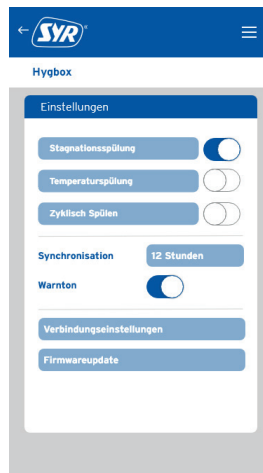 SYR
Hygbox
Einstellungen
Stagnationsspülung
Temperaturspülung
Zyklisch Spülen
Synchronisation 12 Stunden
Warnton
Verbindungseinstellungen
Firmwareupdate